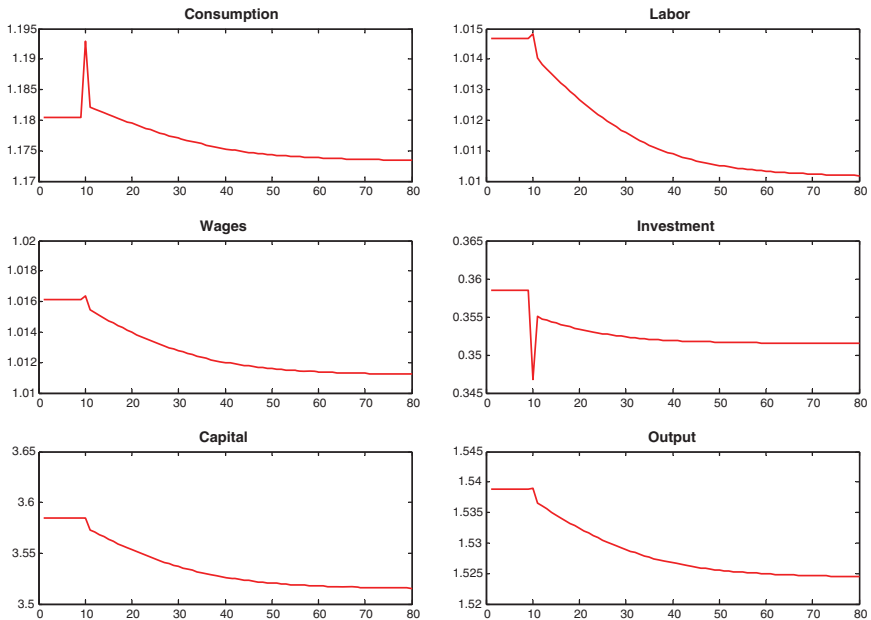 Consumption
1.195
1.19
1.185
1.18
1.175
1.17
0 10 20 30 40 50 60 70 80
Labor
1.015
1.014
1.013
1.012
1.011
1.01
0 10 20 30 40 50 60 70 80
Wages
1.02
1.018
1.016
1.014
1.012
1.01
0 10 20 30 40 50 60 70 80
Investment
0.365
0.36
0.355
0.35
0.345
0 10 20 30 40 50 60 70 80
Capital
3.65
3.6
3.55
3.5
0 10 20 30 40 50 60 70 80
Output
1.545
1.54
1.535
1.53
1.525
1.52
0 10 20 30 40 50 60 70 80